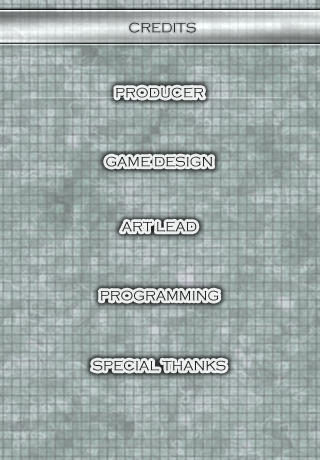 CREDITS
PRODUCER
GAME DESIGN
ART LEAD
PROGRAMMING
SPECIAL THANKS